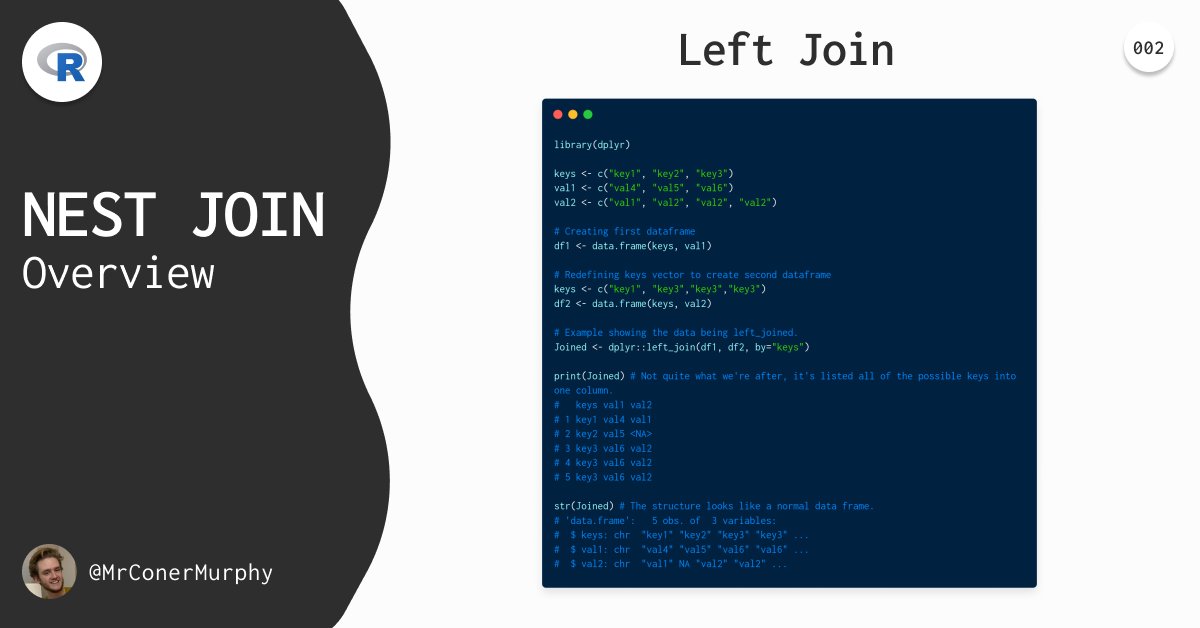 R
NEST JOIN
Overview
@MrConerMurphy
Left Join
002
library(dplyr)
keys <- c("key1", "key2", "key3")
val1 <- c("val4", "val5", "val6")
val2 <- c("val1", "val2", "val2", "val2")
# Creating first dataframe
df1 <- data.frame(keys, val1)
# Redefining keys vector to create second dataframe
keys <- c("key1", "key3","key3","key3")
df2 <- data.frame(keys, val2)
# Example showing the data being left_joined.
Joined <- dplyr::left_join(df1, df2, by="keys")
print(Joined) # Not quite what we're after, it's listed all of the possible keys into
one column.
#   keys val1 val2
# 1 key1 val4 val1
# 2 key2 val5 <NA>
# 3 key3 val6 val2
# 4 key3 val6 val2
# 5 key3 val6 val2
str(Joined) # The structure looks like a normal data frame.
# 'data.frame':   5 obs. of  3 variables:
#  $ keys: chr  "key1" "key2" "key3" "key3" ...
#  $ val1: chr  "val4" "val5" "val6" "val6" ...
#  $ val2: chr  "val1" NA "val2" "val2" ...